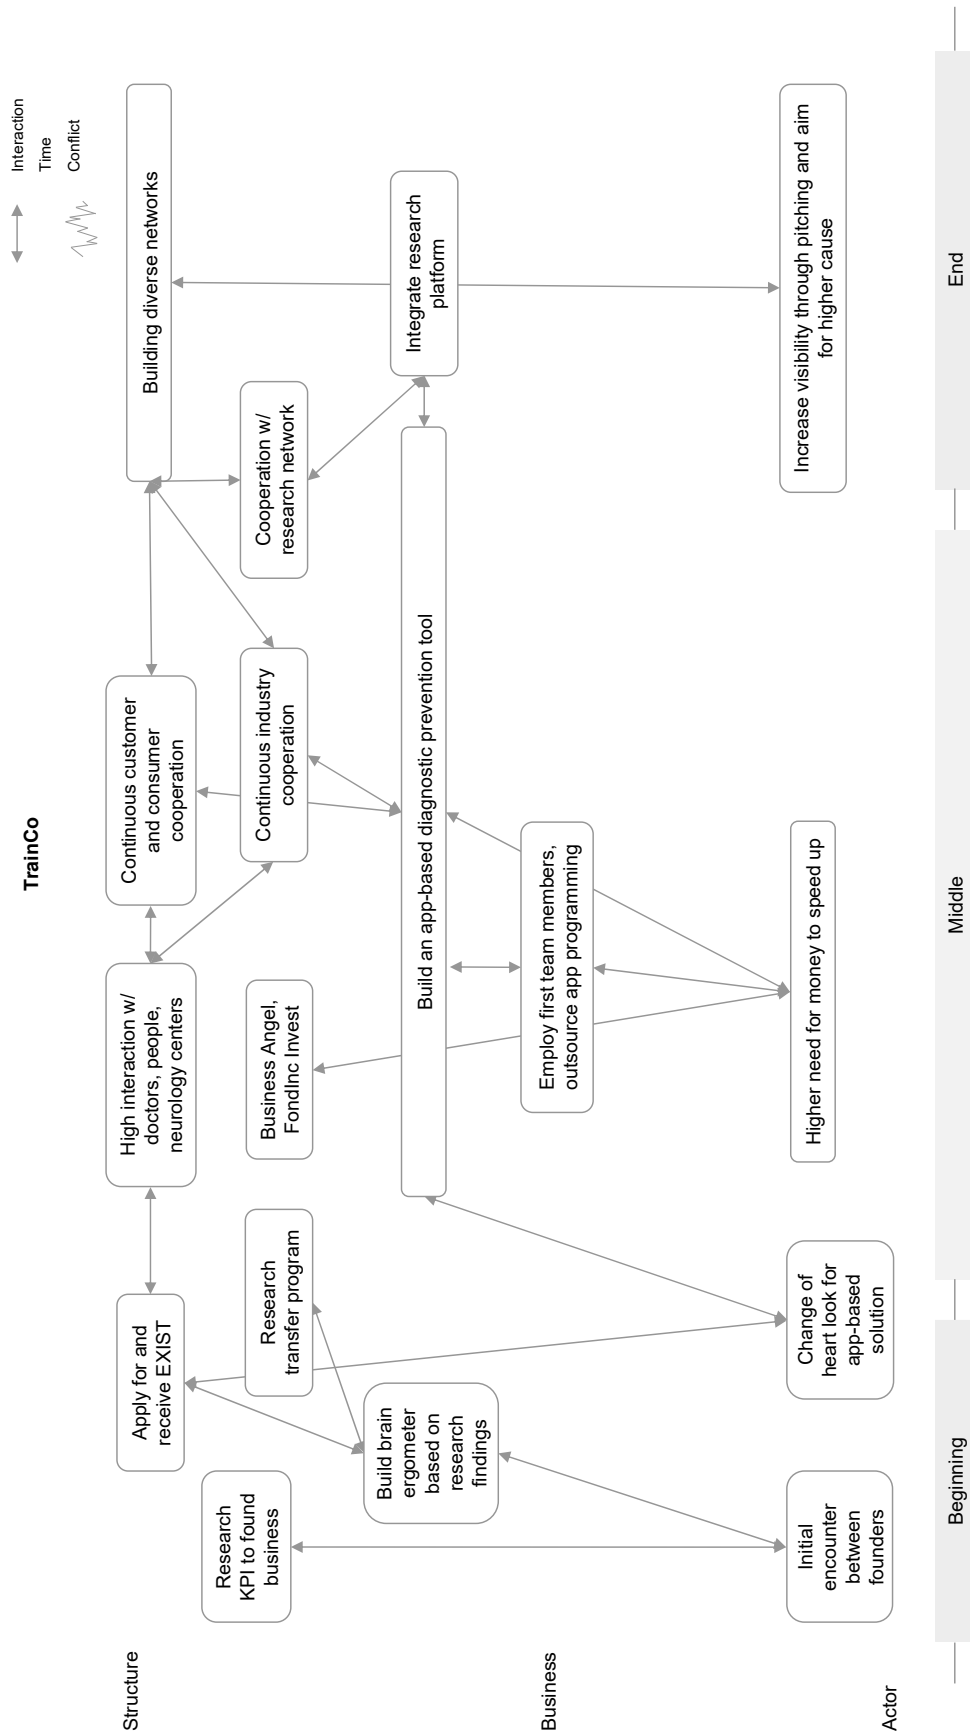 TrainCo
Interaction
Time
Conflict
Structure
Research
KPI to found
business
Apply for and
receive EXIST
Research
transfer program
High interaction w/
doctors, people,
neurology centers
Business Angel,
FondInc Invest
Continuous customer
and consumer
cooperation
Continuous industry
cooperation
Cooperation w/
research network
Building diverse networks
Business
Build brain
ergometer
based on
research
findings
Build an app-based diagnostic prevention tool
Employ first team members,
outsource app programming
Integrate research
platform
Actor
Initial
encounter
between
founders
Change of
heart look for
app-based
solution
Higher need for money to speed up
Increase visibility through pitching and aim
for higher cause
Beginning
Middle
End